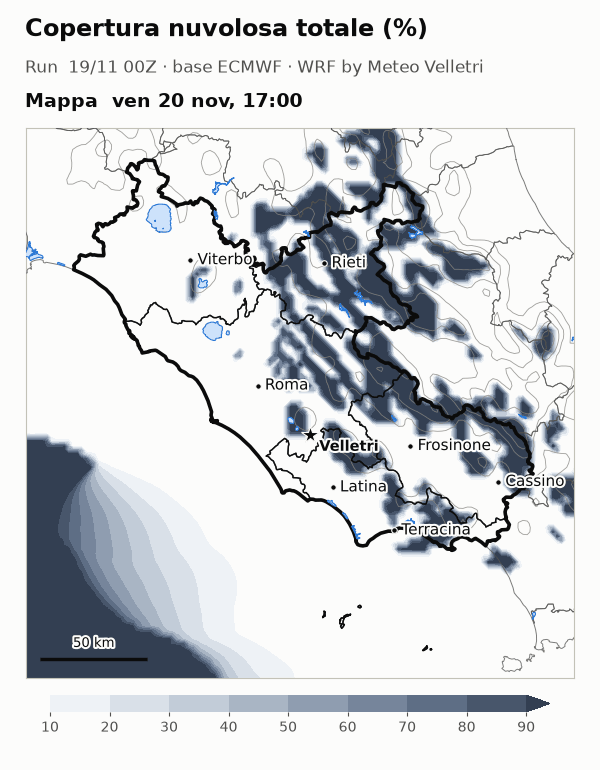 Copertura nuvolosa totale (%)
Run 19/11 00Z · base ECMWF · WRF by Meteo Velletri
Mappa ven 20 nov, 17:00
Viterbo
Rieti
Roma
Velletri
Frosinone
Cassino
Latina
Terracina
50 km
10 20 30 40 50 60 70 80 90